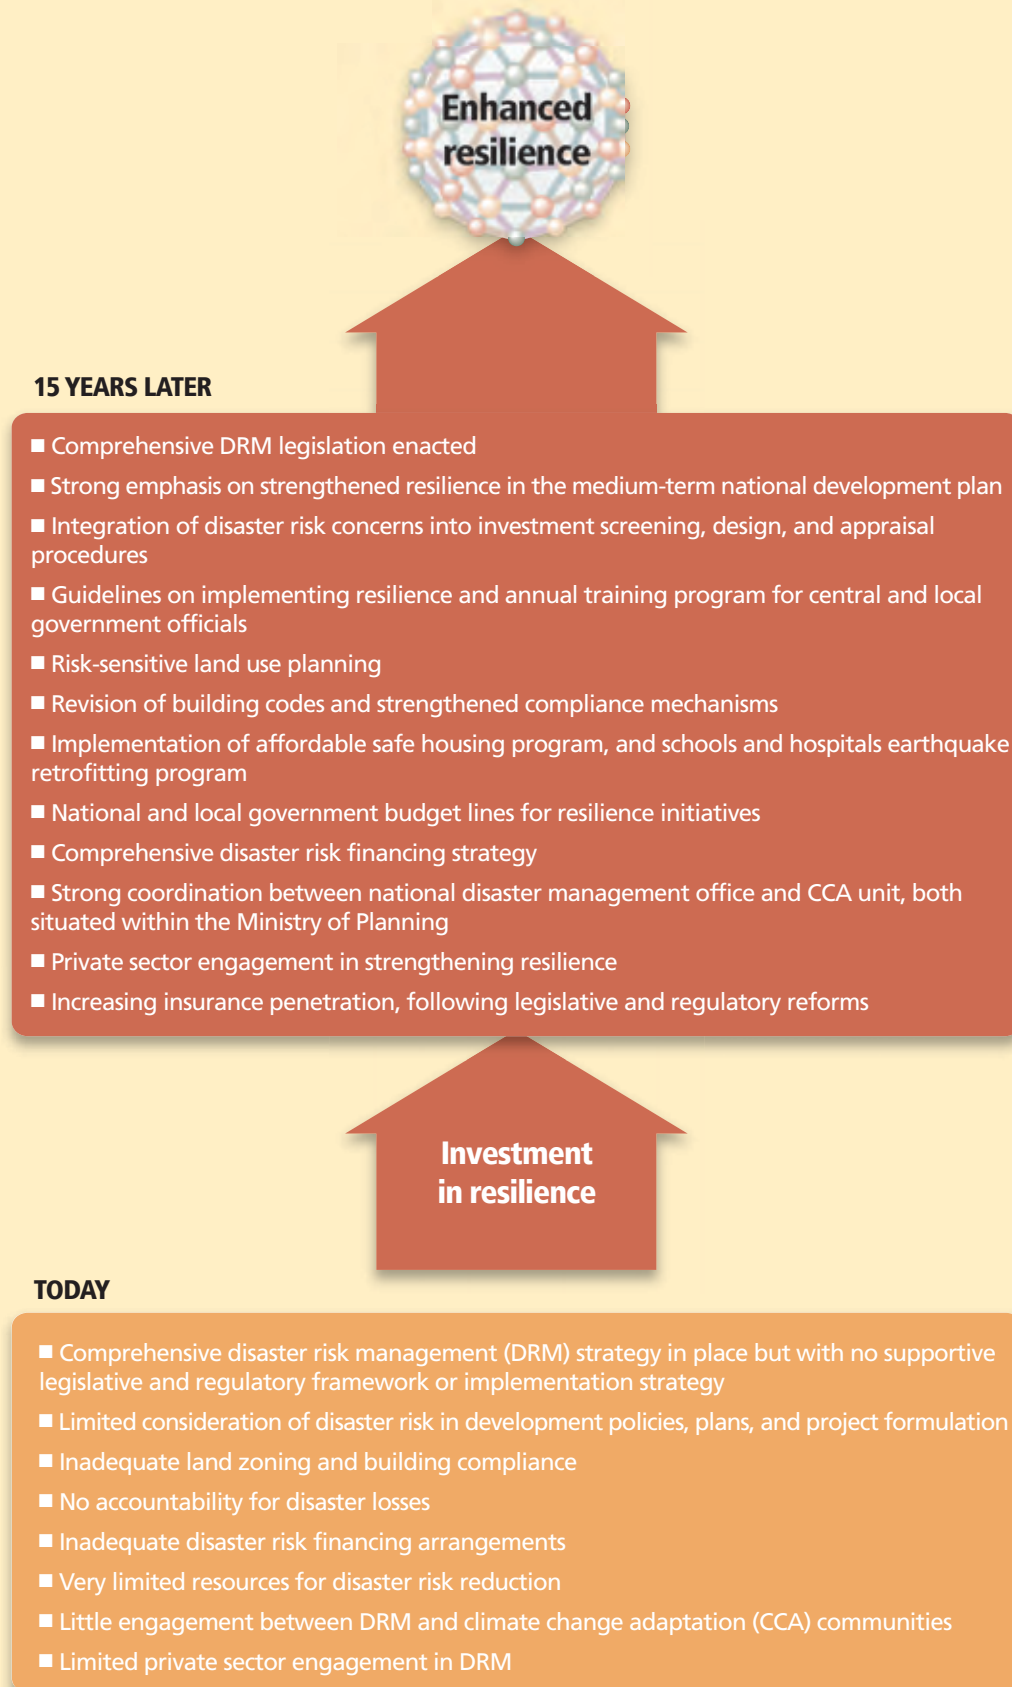 Enhanced
resilience
15 YEARS LATER
■ Comprehensive DRM legislation enacted
■ Strong emphasis on strengthened resilience in the medium-term national development plan
■ Integration of disaster risk concerns into investment screening, design, and appraisal
procedures
■ Guidelines on implementing resilience and annual training program for central and local
government officials
■ Risk-sensitive land use planning
■ Revision of building codes and strengthened compliance mechanisms
■ Implementation of affordable safe housing program, and schools and hospitals earthquake
retrofitting program
■ National and local government budget lines for resilience initiatives
■ Comprehensive disaster risk financing strategy
■ Strong coordination between national disaster management office and CCA unit, both
situated within the Ministry of Planning
■ Private sector engagement in strengthening resilience
■ Increasing insurance penetration, following legislative and regulatory reforms
Investment
in resilience
TODAY
■ Comprehensive disaster risk management (DRM) strategy in place but with no supportive
legislative and regulatory framework or implementation strategy
■ Limited consideration of disaster risk in development policies, plans, and project formulation
■ Inadequate land zoning and building compliance
■ No accountability for disaster losses
■ Inadequate disaster risk financing arrangements
■ Very limited resources for disaster risk reduction
■ Little engagement between DRM and climate change adaptation (CCA) communities
■ Limited private sector engagement in DRM